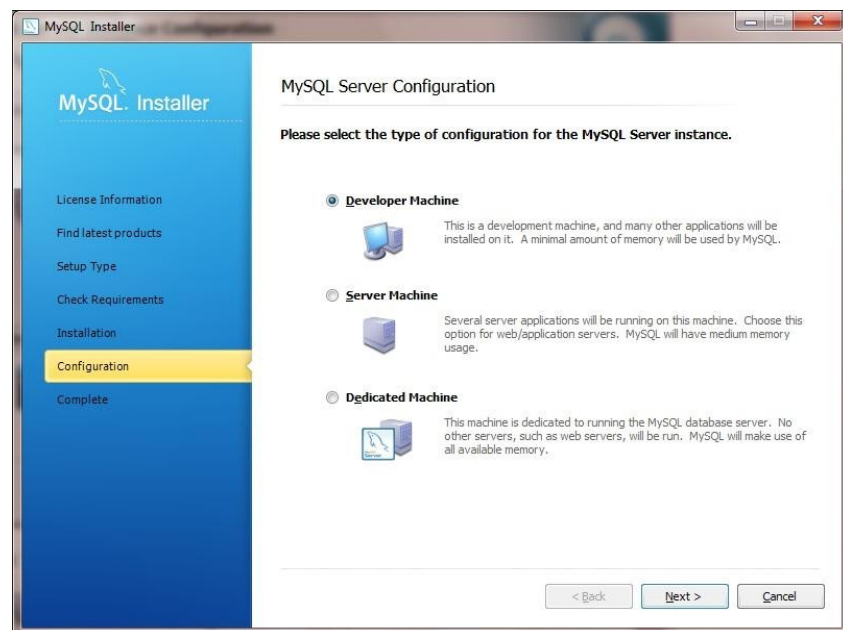 MySQL Installer
MySQL. Installer
License Information
Find latest products
Setup Type
Check Requirements
Installation
Configuration
Complete
MySQL Server Configuration
Please select the type of configuration for the MySQL Server instance.
Developer Machine
This is a development machine, and many other applications will be
installed on it. A minimal amount of memory will be used by MySQL.
Server Machine
Several server applications will be running on this machine. Choose this
option for web/application servers. MySQL will have medium memory
usage.
Dedicated Machine
This machine is dedicated to running the MySQL database server. No
other servers, such as web servers, will be run. MySQL will make use of
all available memory.
< Back
Next >
Cancel